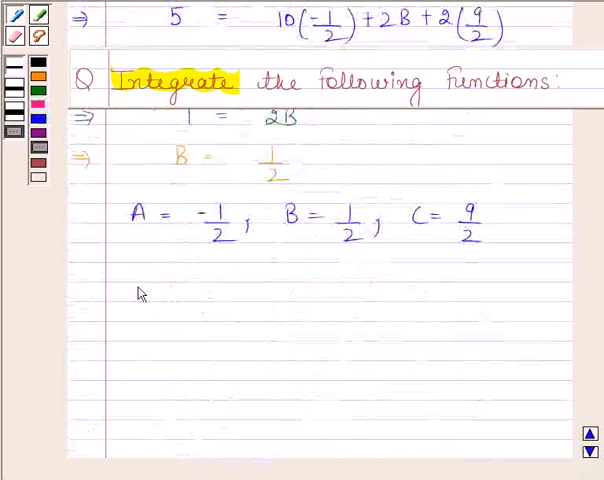 ⇒ 5 = 10(-1/2) + 2B + 2(9/2)
Q Integrate the following functions:
1 = 2B
⇒ B = 1/2
A = -1/2, B = 1/2, C = 9/2